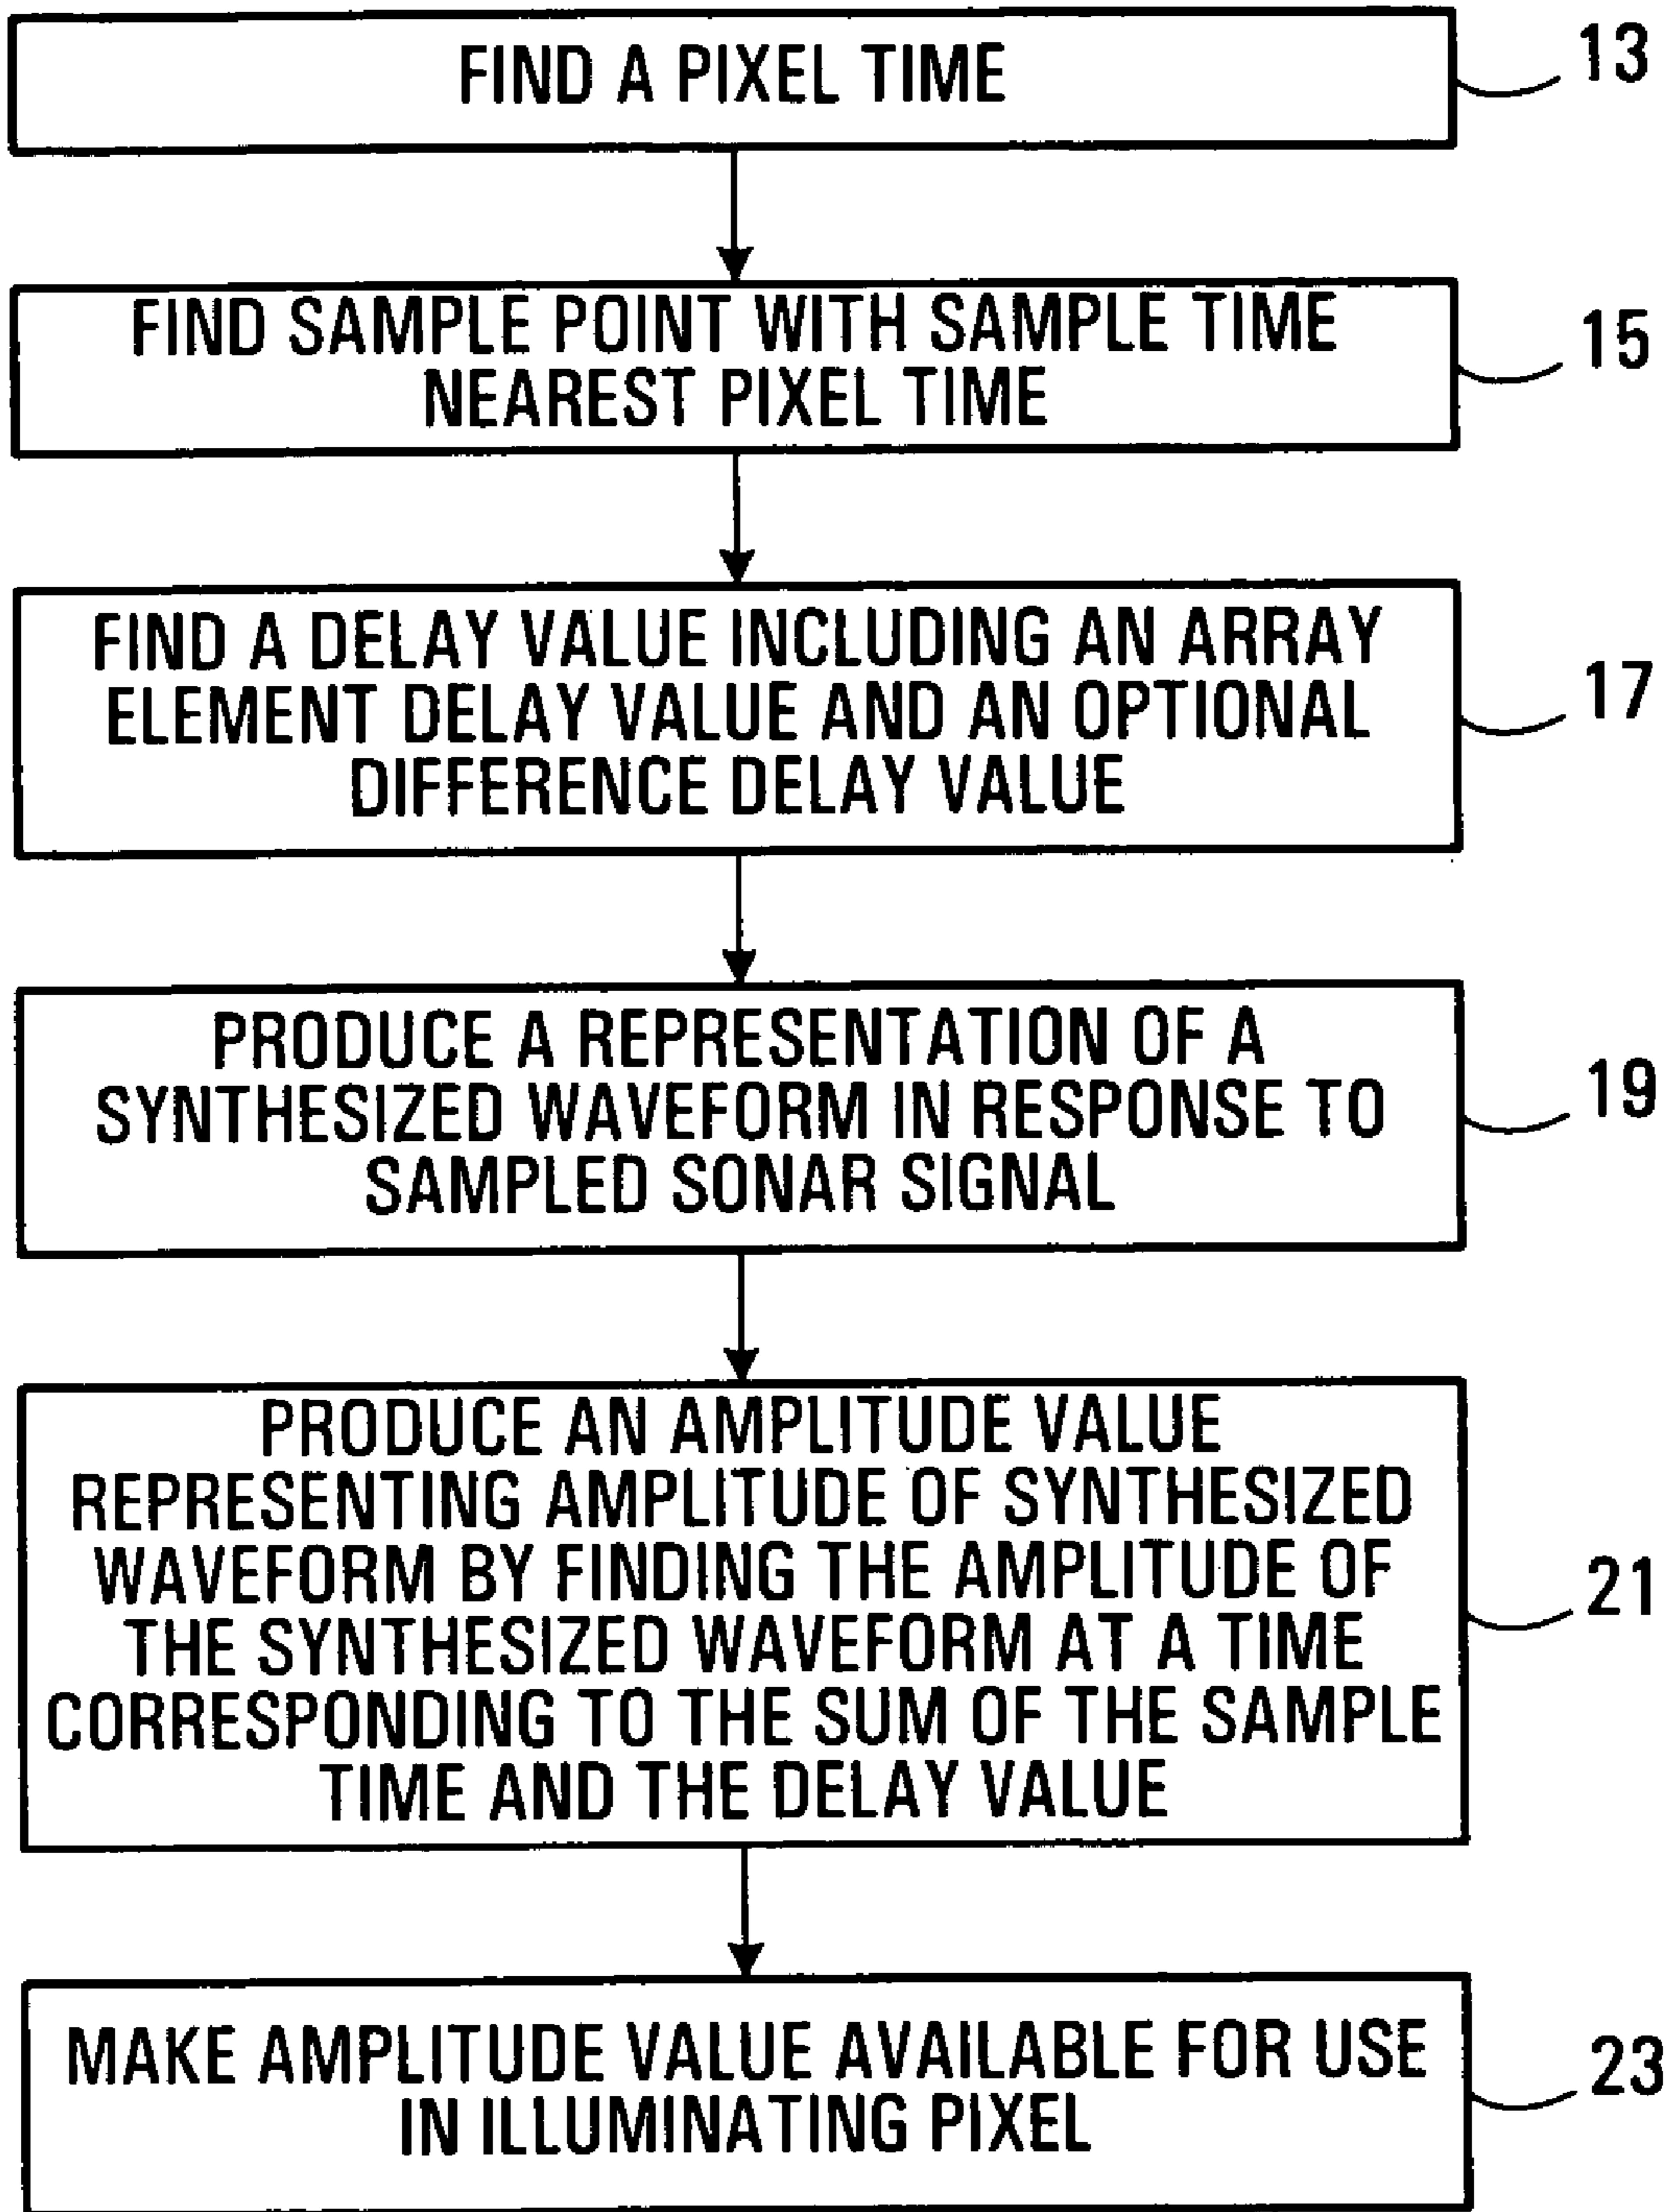 FIND A PIXEL TIME
13
FIND SAMPLE POINT WITH SAMPLE TIME
NEAREST PIXEL TIME
15
FIND A DELAY VALUE INCLUDING AN ARRAY
ELEMENT DELAY VALUE AND AN OPTIONAL
DIFFERENCE DELAY VALUE
17
PRODUCE A REPRESENTATION OF A
SYNTHESIZED WAVEFORM IN RESPONSE TO
SAMPLED SONAR SIGNAL
19
PRODUCE AN AMPLITUDE VALUE
REPRESENTING AMPLITUDE OF SYNTHESIZED
WAVEFORM BY FINDING THE AMPLITUDE OF
THE SYNTHESIZED WAVEFORM AT A TIME
CORRESPONDING TO THE SUM OF THE SAMPLE
TIME AND THE DELAY VALUE
21
MAKE AMPLITUDE VALUE AVAILABLE FOR USE
IN ILLUMINATING PIXEL
23